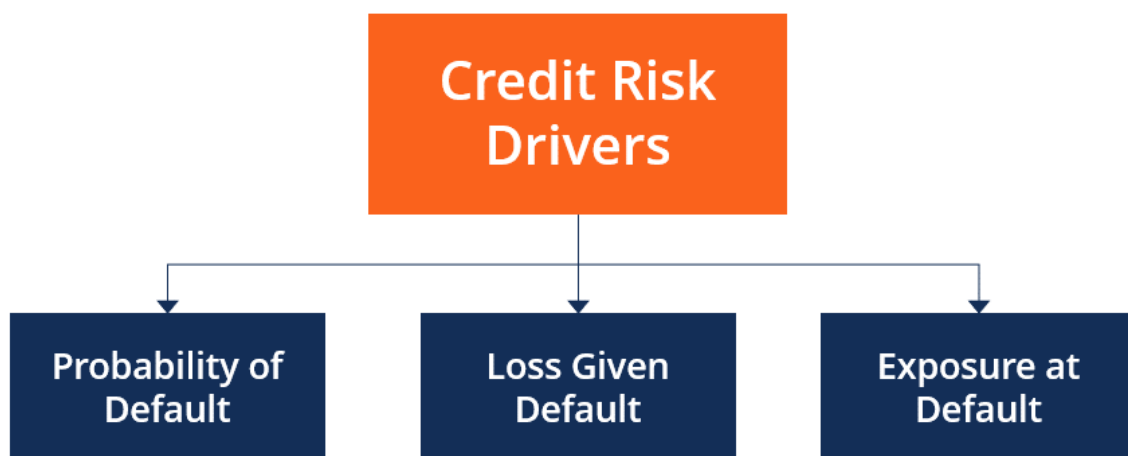 Credit Risk
Drivers
Probability of
Default
Loss Given
Default
Exposure at
Default